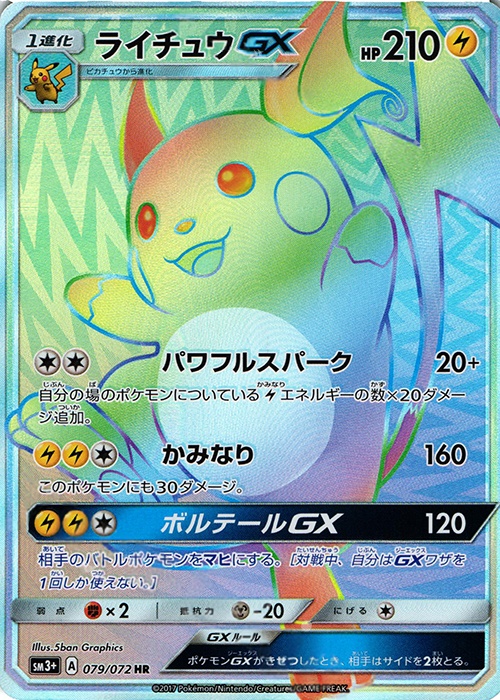 1進化 ライチュウGX HP210
ピカチュウから進化
パワフルスパーク 20+
自分の場のポケモンについているエネルギーの数×20ダメー
ジ追加。
かみなり 160
このポケモンにも30ダメージ。
ボルテールGX 120
相手のバトルポケモンをマヒにする。[対戦中、自分はGXワザを
1回しか使えない。]
弱点 ×2 抵抗力 -20 にげる
Illus.5ban Graphics
GXルール
SM3+ A 079/072 HR
ポケモンGXがきぜつしたとき、相手はサイドを2枚とる。
©2017 Pokémon/Nintendo/Creatures/GAME FREAK.